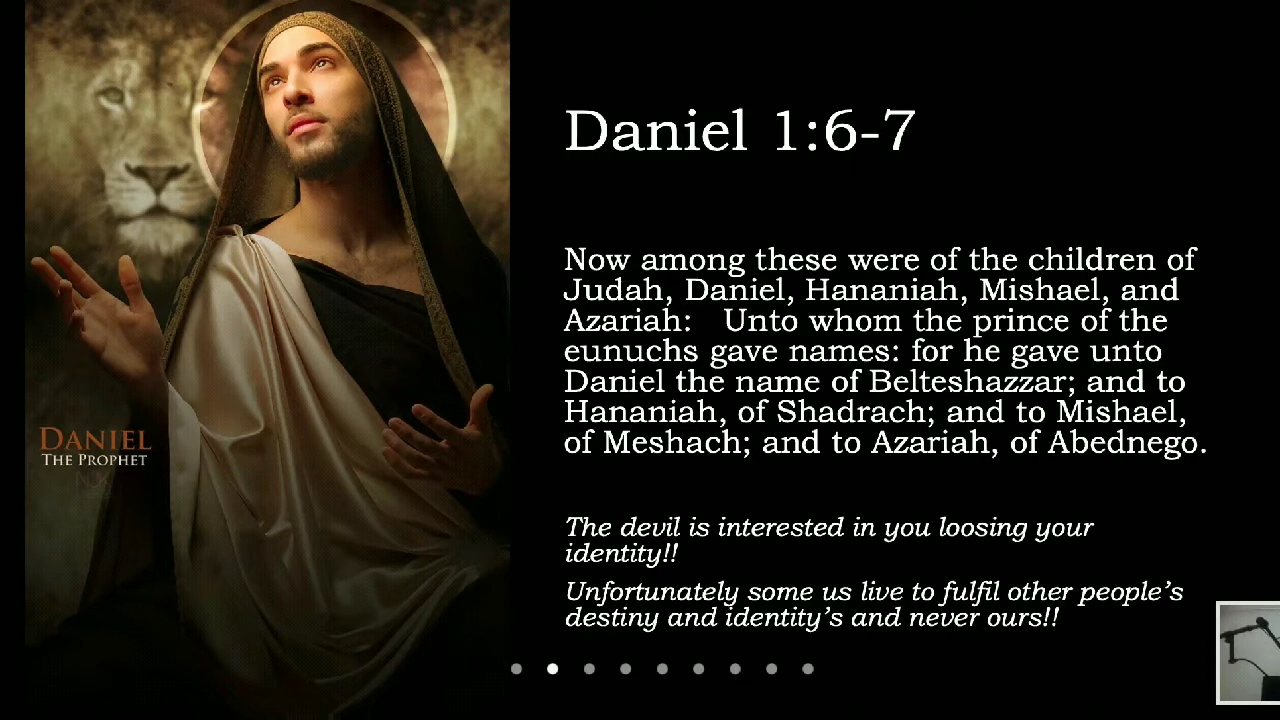 Daniel 1:6-7
Now among these were of the children of
Judah, Daniel, Hananiah, Mishael, and
Azariah: Unto whom the prince of the
eunuchs gave names: for he gave unto
Daniel the name of Belteshazzar; and to
Hananiah, of Shadrach; and to Mishael,
of Meshach; and to Azariah, of Abednego.
The devil is interested in you loosing your
identity!!
Unfortunately some us live to fulfil other people’s
destiny and identity’s and never ours!!
DANIEL
THE PROPHET